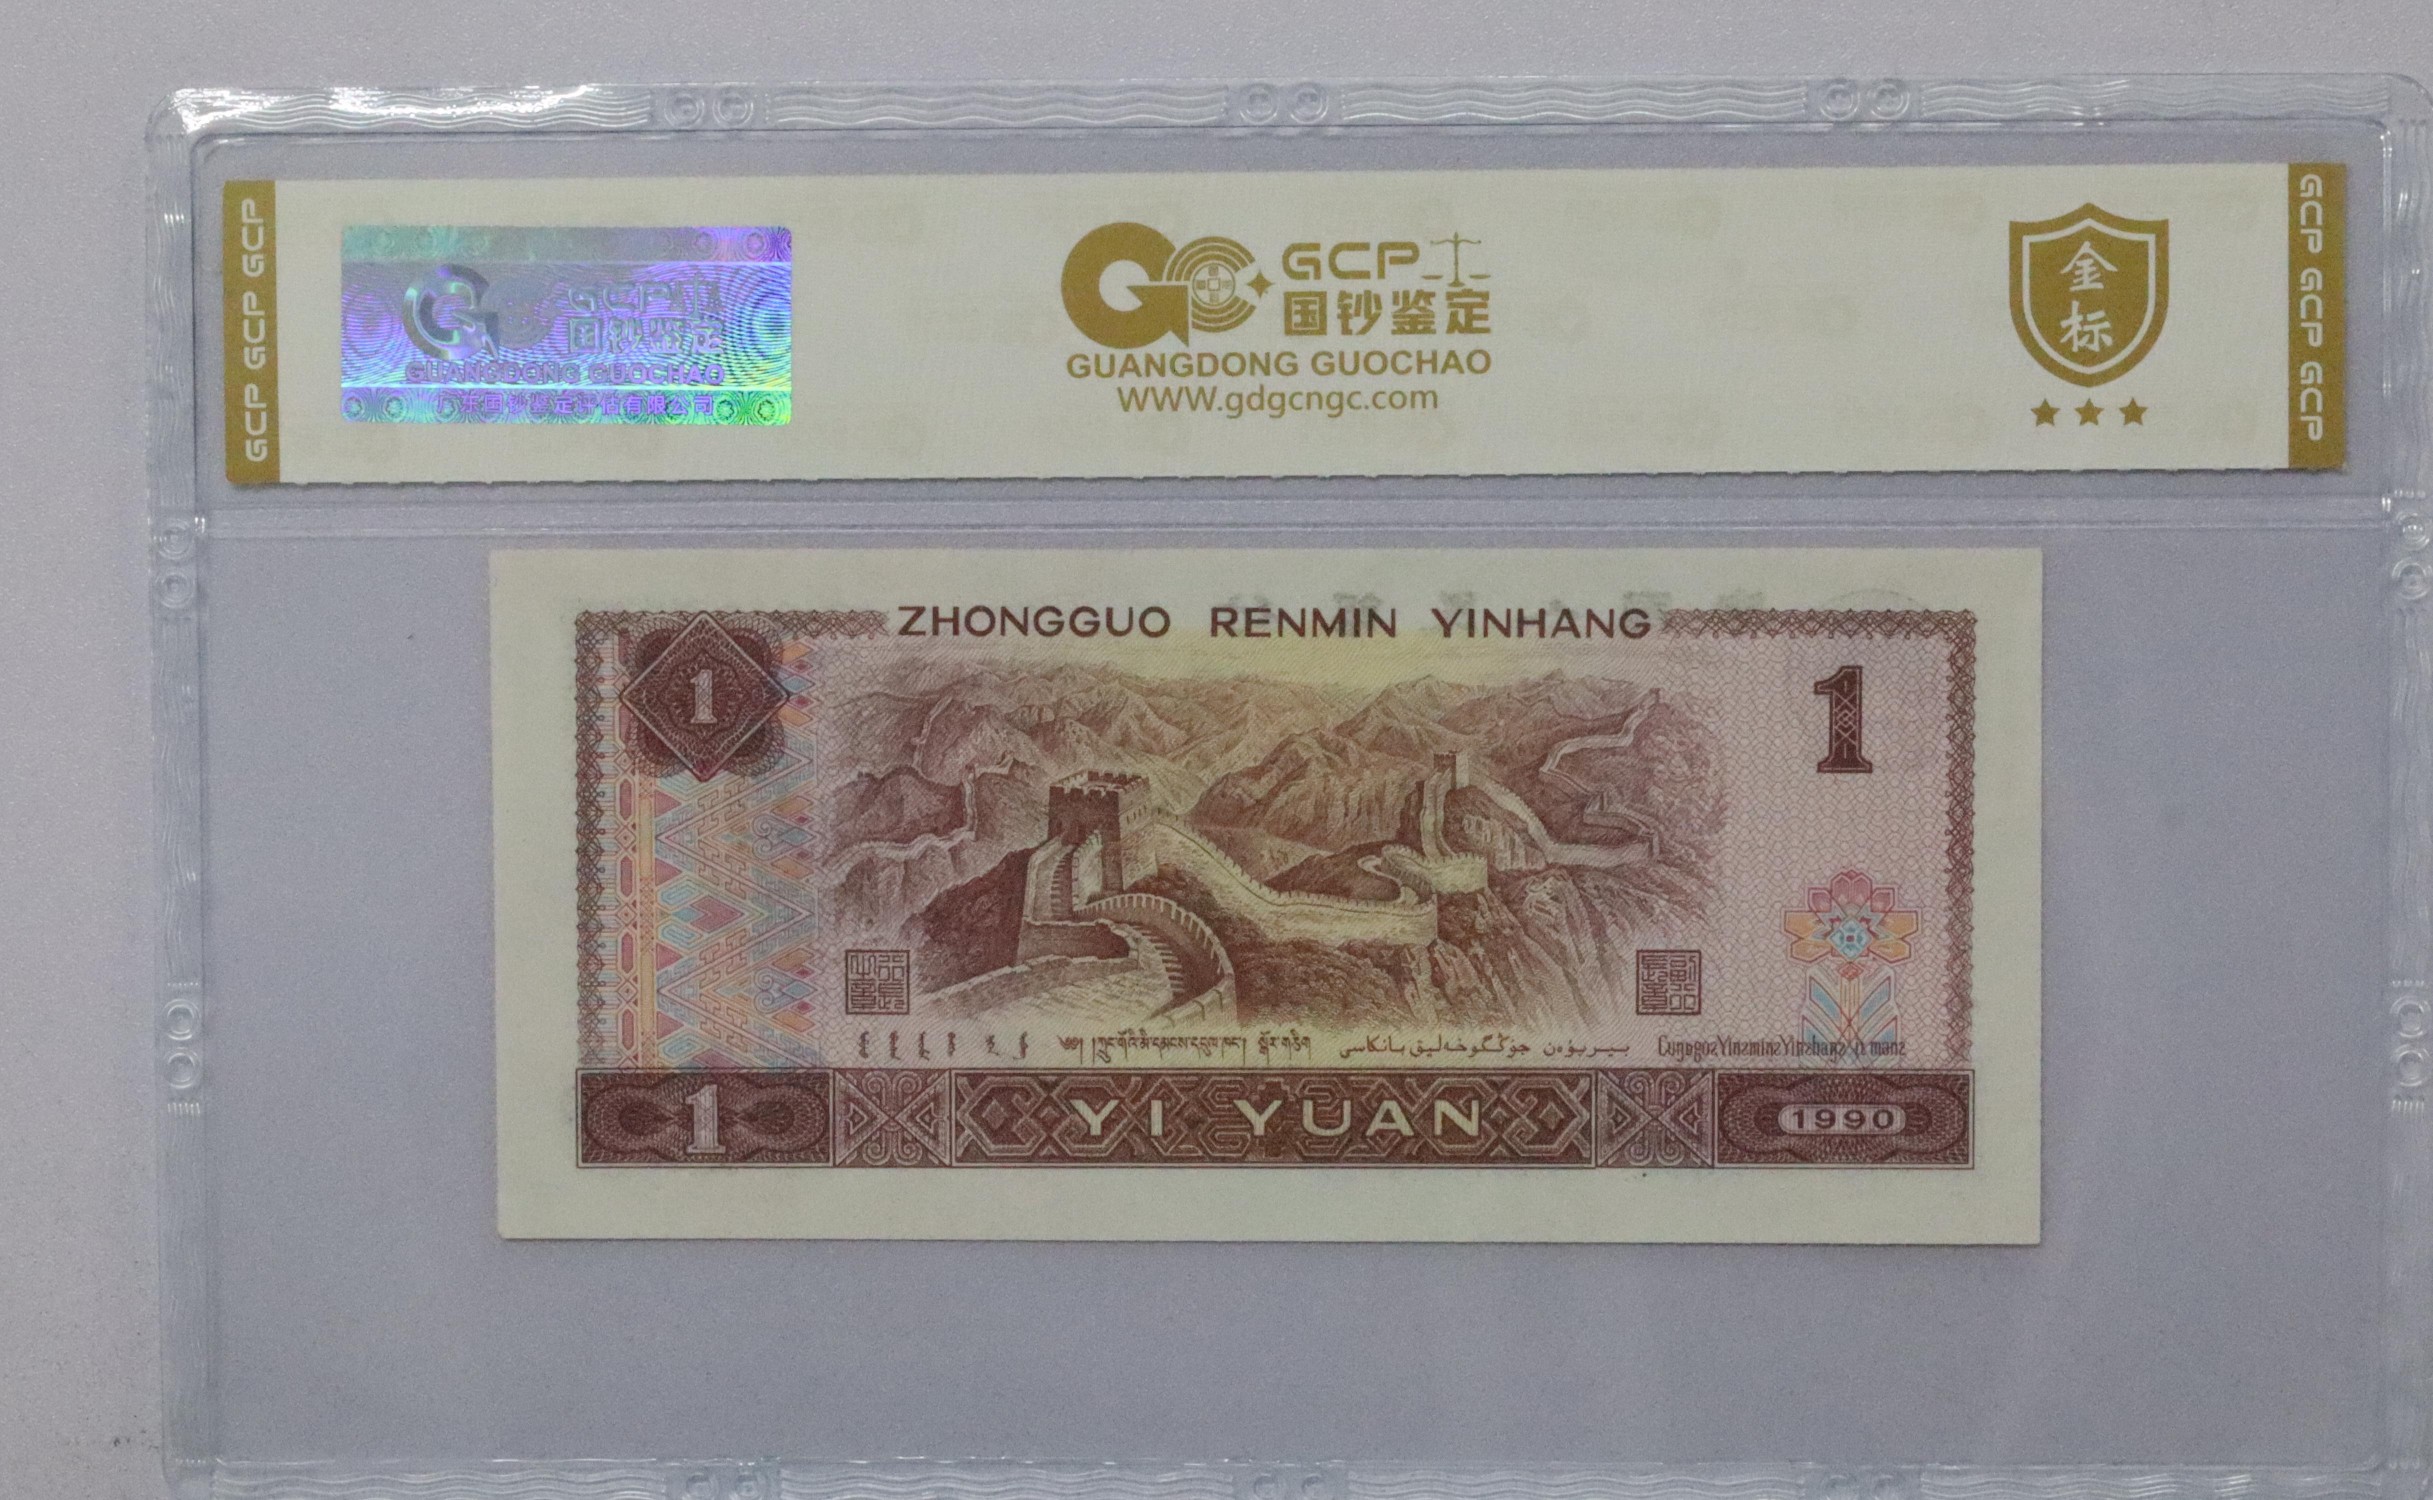 GCP GCP GCP
GCP
国钞鉴定
GUANGDONG GUOCHAO
广东国钞鉴定评估有限公司
GCP
国钞鉴定
GUANGDONG GUOCHAO
WWW.gdgcngc.com
金
标
GCP GCP GCP
ZHONGGUO RENMIN YINHANG
1
1
1
YI YUAN
1990